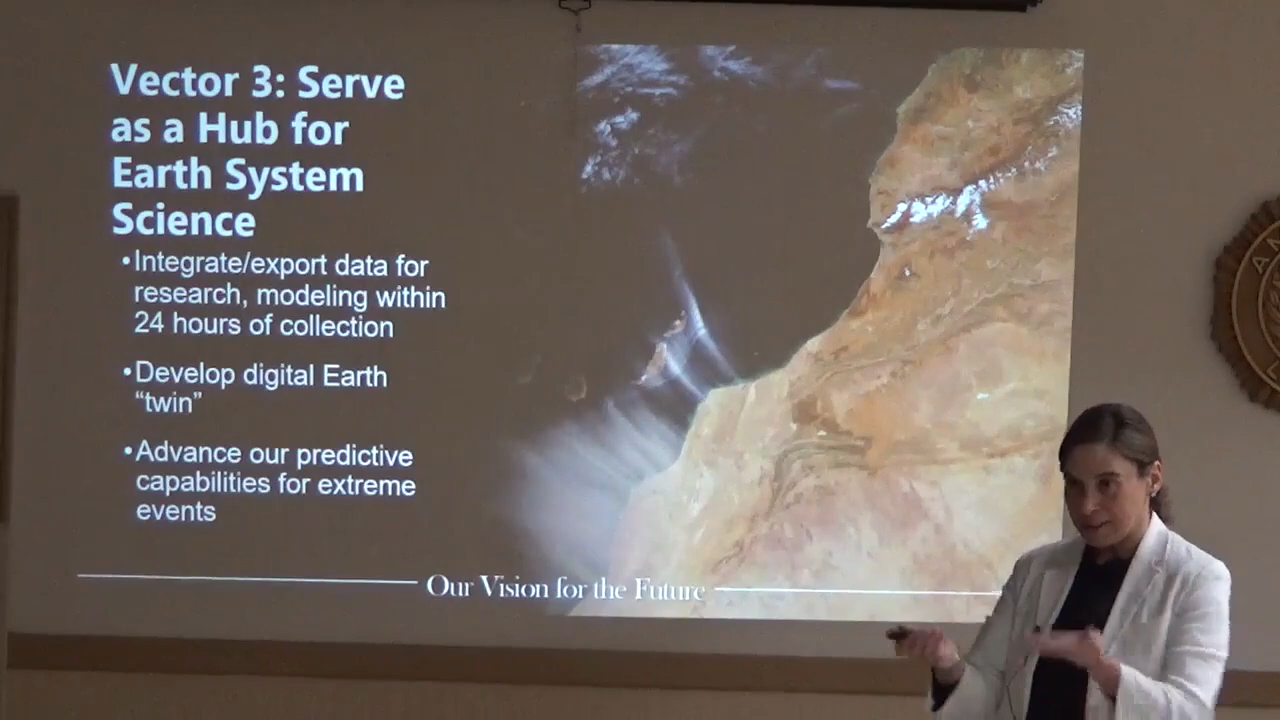 Vector 3: Serve
as a Hub for
Earth System
Science
•Integrate/export data for
research, modeling within
24 hours of collection
•Develop digital Earth
“twin”
•Advance our predictive
capabilities for extreme
events
Our Vision for the Future